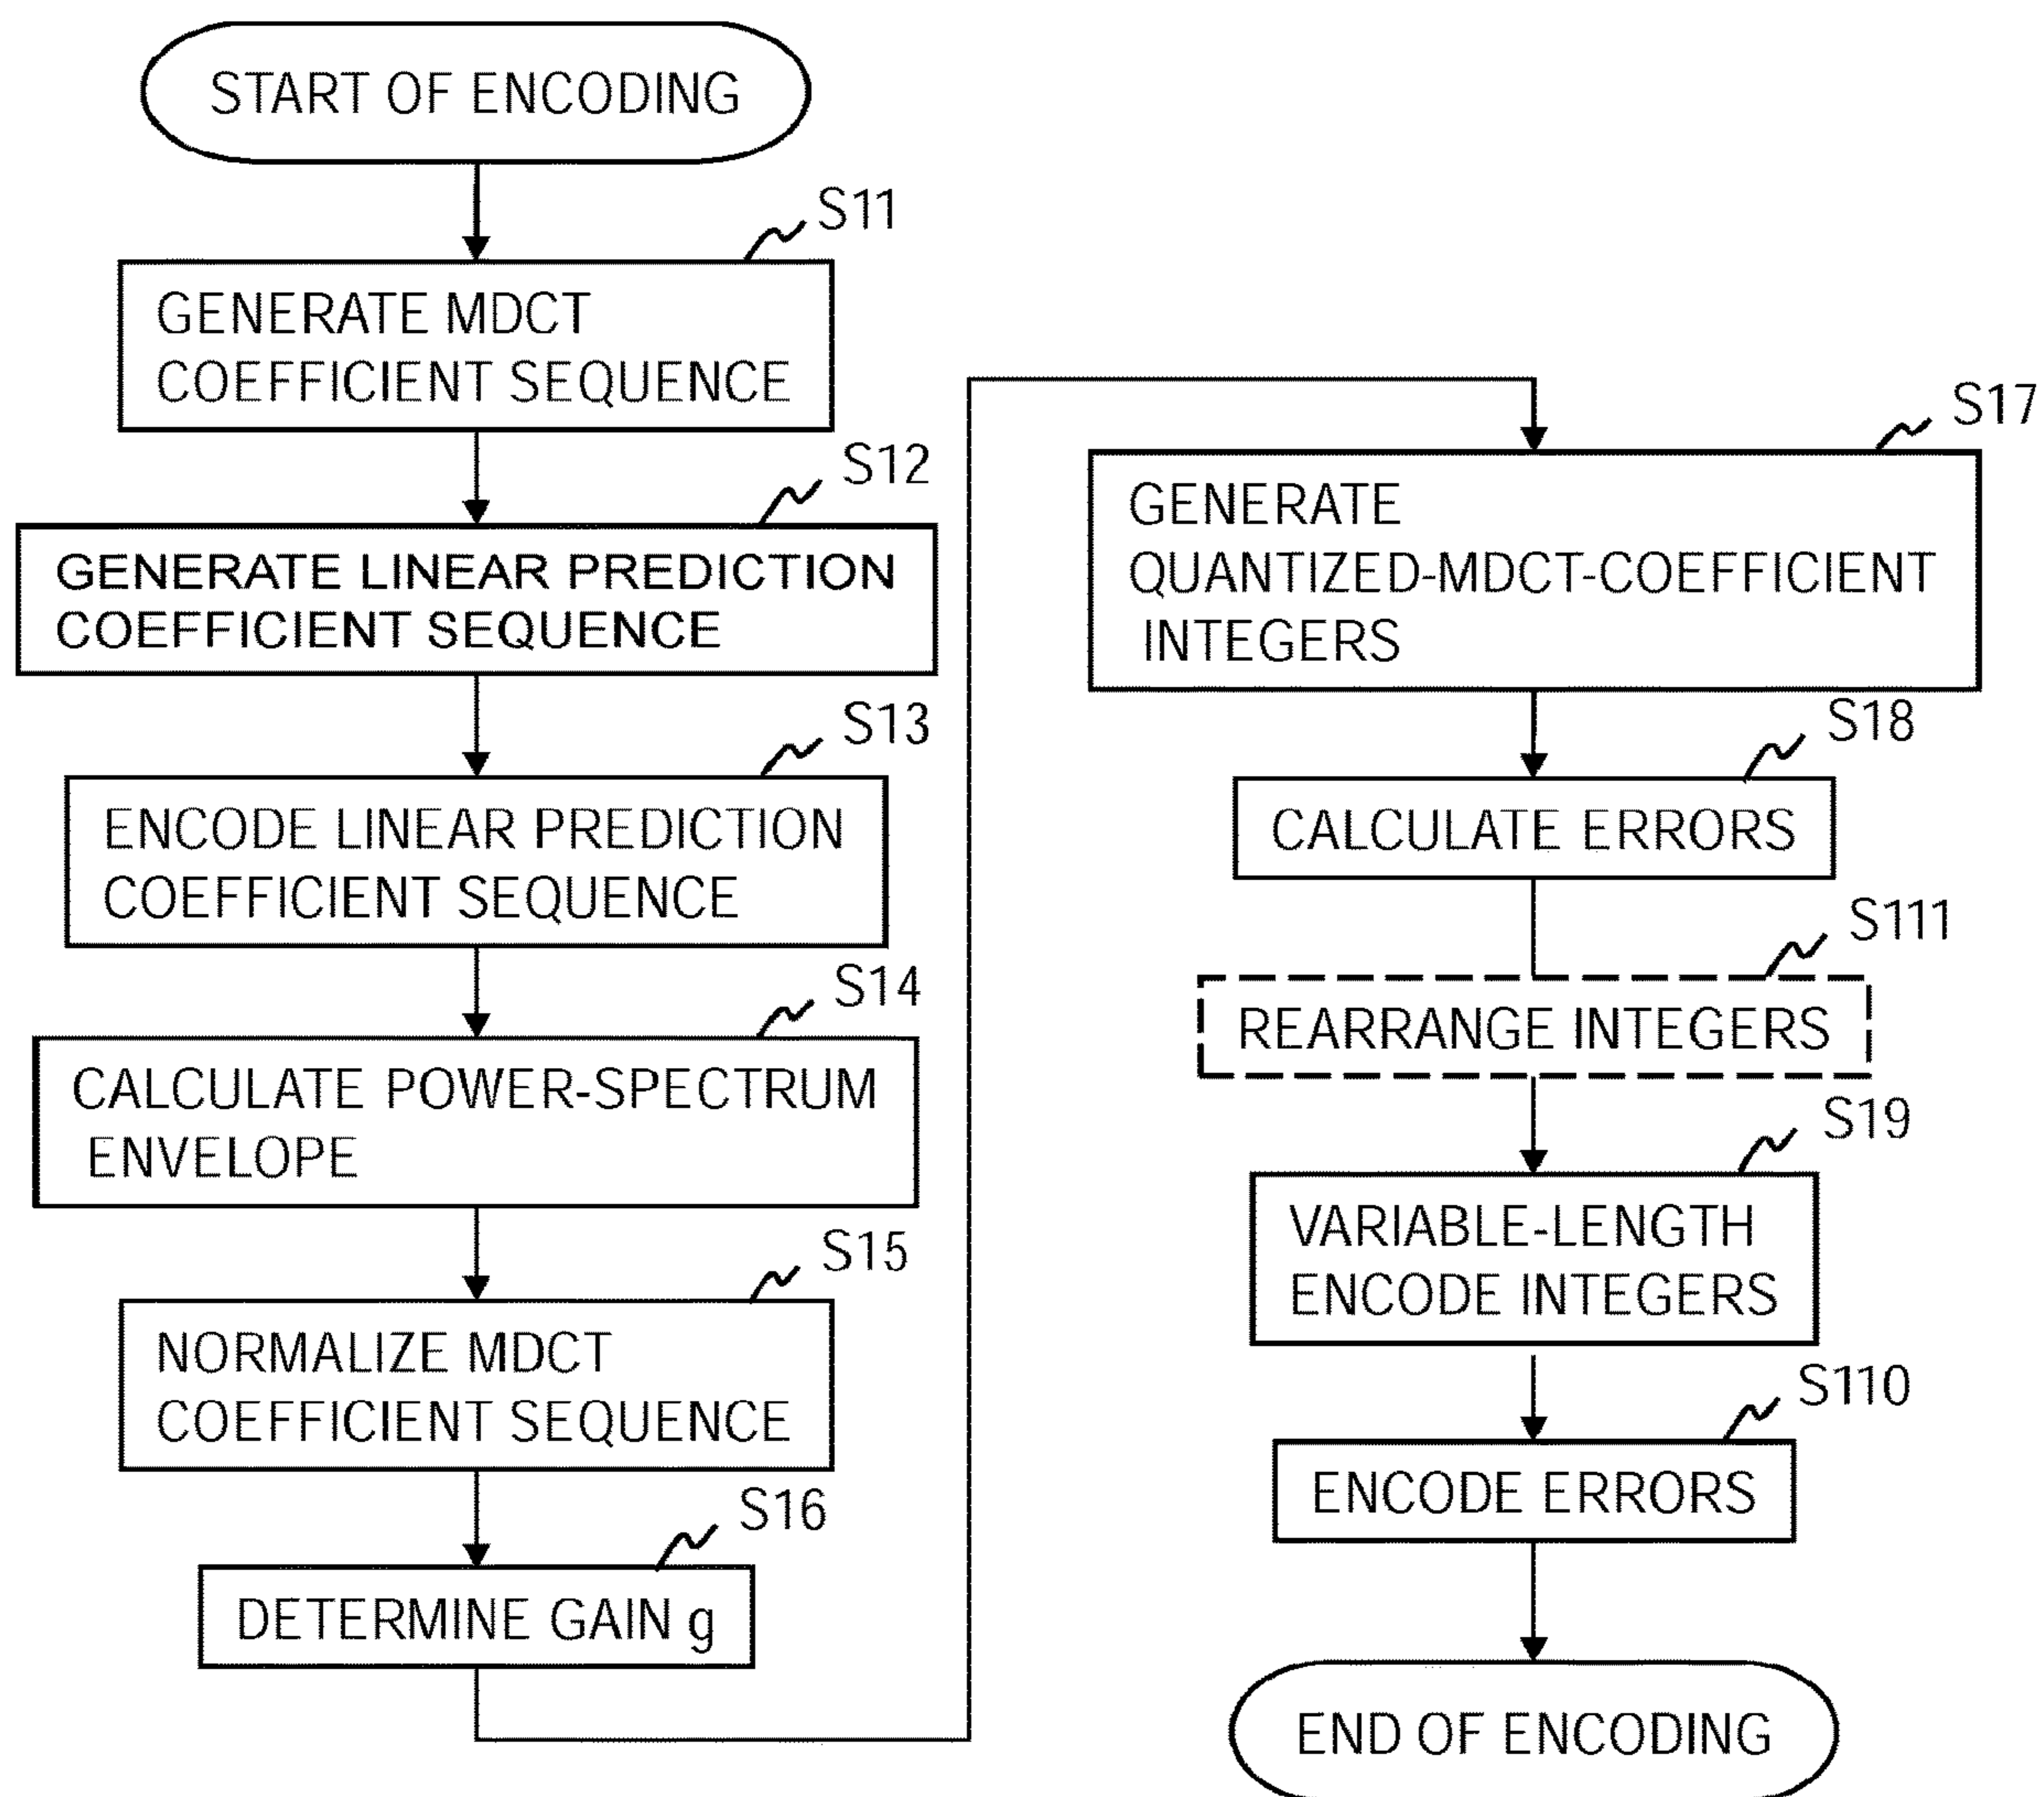 START OF ENCODING
S11
GENERATE MDCT
COEFFICIENT SEQUENCE
S12
GENERATE LINEAR PREDICTION
COEFFICIENT SEQUENCE
S13
ENCODE LINEAR PREDICTION
COEFFICIENT SEQUENCE
S14
CALCULATE POWER-SPECTRUM
ENVELOPE
S15
NORMALIZE MDCT
COEFFICIENT SEQUENCE
S16
DETERMINE GAIN g
S17
GENERATE
QUANTIZED-MDCT-COEFFICIENT
INTEGERS
S18
CALCULATE ERRORS
S111
REARRANGE INTEGERS
S19
VARIABLE-LENGTH
ENCODE INTEGERS
S110
ENCODE ERRORS
END OF ENCODING